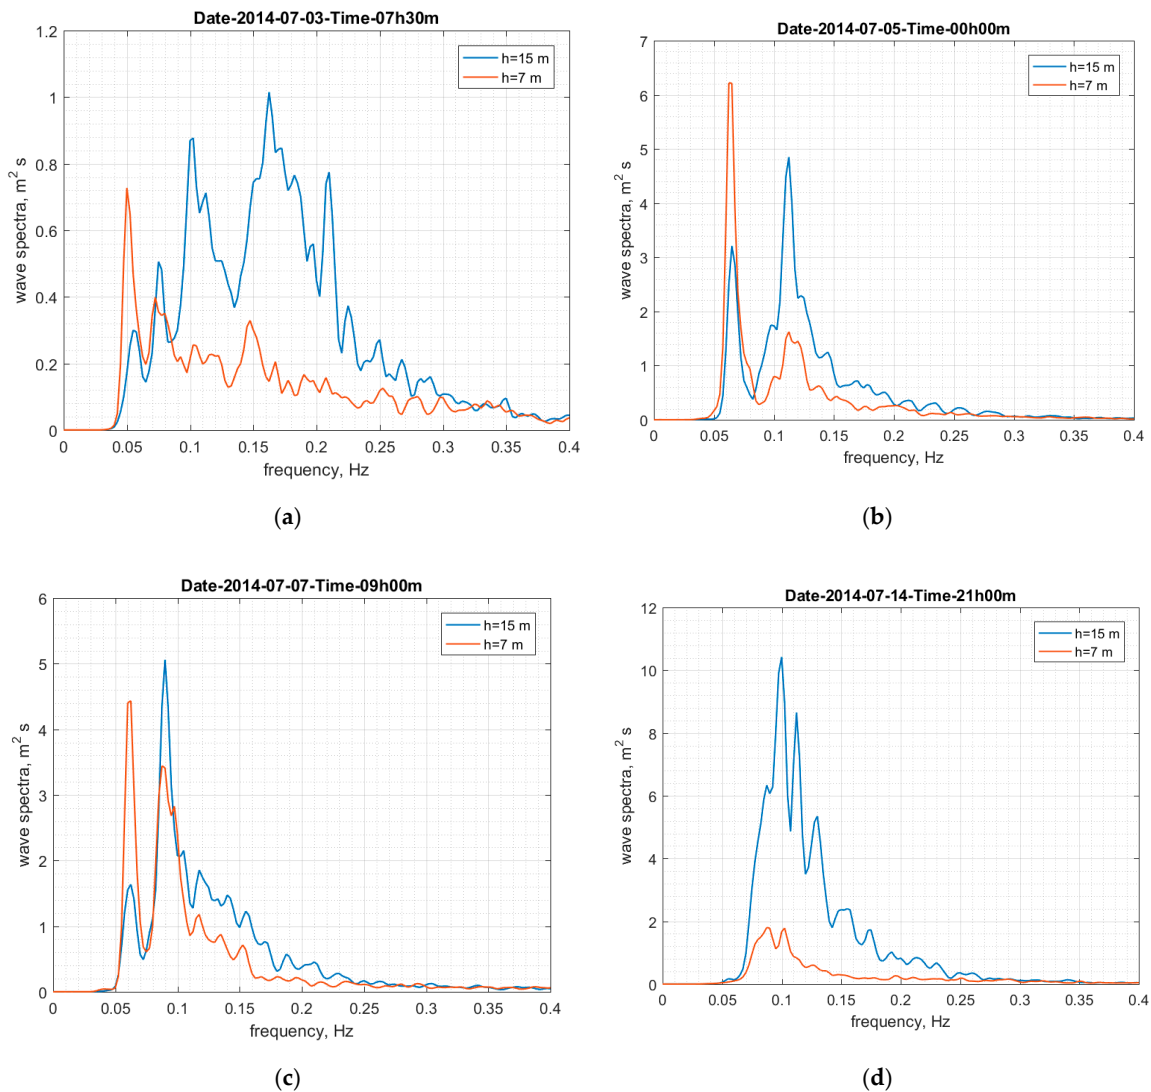 Date-2014-07-03-Time-07h30m
1.2
1
0.8
0.6
0.4
0.2
0
wave spectra, m² s
h=15 m
h=7 m
0 0.05 0.1 0.15 0.2 0.25 0.3 0.35 0.4
frequency, Hz
(a)
Date-2014-07-05-Time-00h00m
7
6
5
4
3
2
1
0
wave spectra, m² s
h=15 m
h=7 m
0 0.05 0.1 0.15 0.2 0.25 0.3 0.35 0.4
frequency, Hz
(b)
Date-2014-07-07-Time-09h00m
6
5
4
3
2
1
0
wave spectra, m² s
h=15 m
h=7 m
0 0.05 0.1 0.15 0.2 0.25 0.3 0.35 0.4
frequency, Hz
(c)
Date-2014-07-14-Time-21h00m
12
10
8
6
4
2
0
wave spectra, m² s
h=15 m
h=7 m
0 0.05 0.1 0.15 0.2 0.25 0.3 0.35 0.4
frequency, Hz
(d)